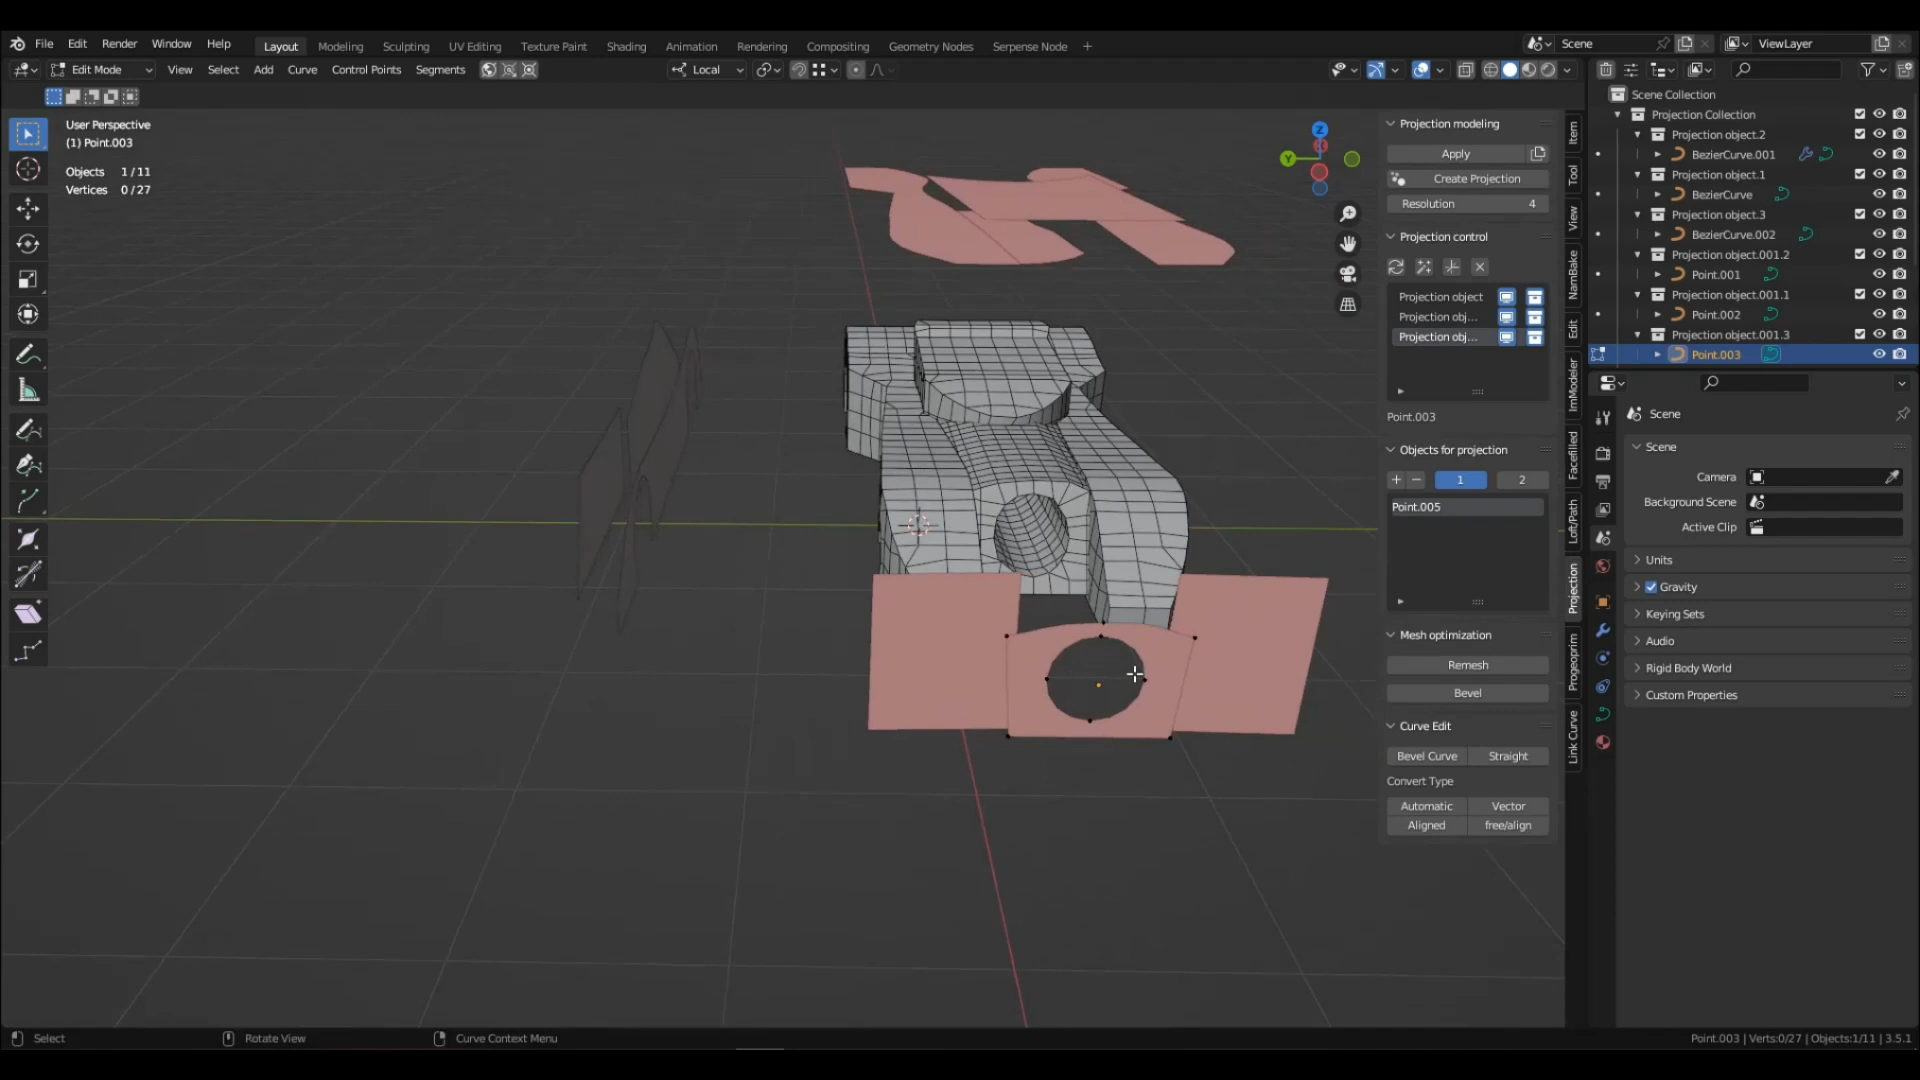 File Edit Render Window Help Layout Modeling Sculpting UV Editing Texture Paint Shading Animation Rendering Compositing Geometry Nodes Serpense Node +
Scene ViewLayer
Edit Mode View Select Add Curve Control Points Segments Local
User Perspective
(1) Point.003
Objects 1/11
Vertices 0/27
Z
Y
Projection modeling
Apply
Create Projection
Resolution 4
Projection control
Projection object
Projection obj...
Projection obj...
Point.003
Objects for projection
+ − 1 2
Point.005
Mesh optimization
Remesh
Bevel
Curve Edit
Bevel Curve Straight
Convert Type
Automatic Vector
Aligned free/align
Item
Tool
View
NamBake
Edit
ImModeler
Facefilled
Loft/Path
Projection
Progeoprim
Link Curve
Scene Collection
Projection Collection
Projection object.2
BezierCurve.001
Projection object.1
BezierCurve
Projection object.3
BezierCurve.002
Projection object.001.2
Point.001
Projection object.001.1
Point.002
Projection object.001.3
Point.003
Scene
Scene
Camera
Background Scene
Active Clip
Units
Gravity
Keying Sets
Audio
Rigid Body World
Custom Properties
Select Rotate View Curve Context Menu
Point.003 | Verts:0/27 | Objects:1/11 | 3.5.1